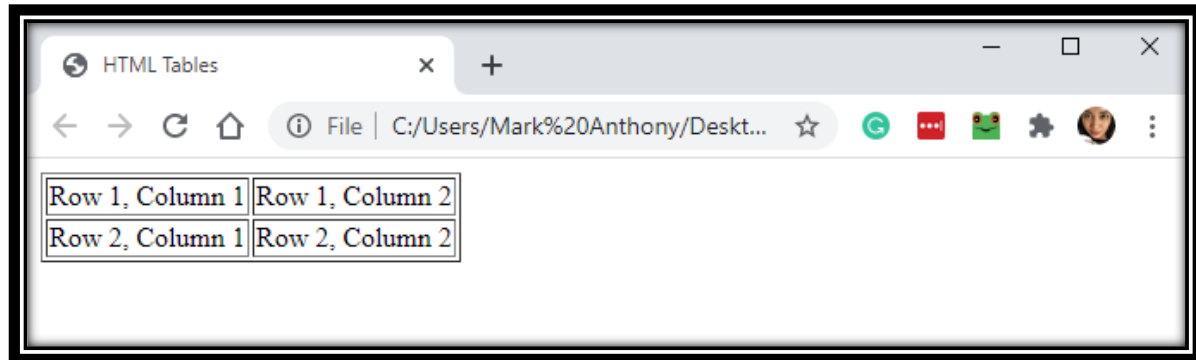 HTML Tables
File C:/Users/Mark%20Anthony/Deskt...
Row 1, Column 1 Row 1, Column 2
Row 2, Column 1 Row 2, Column 2